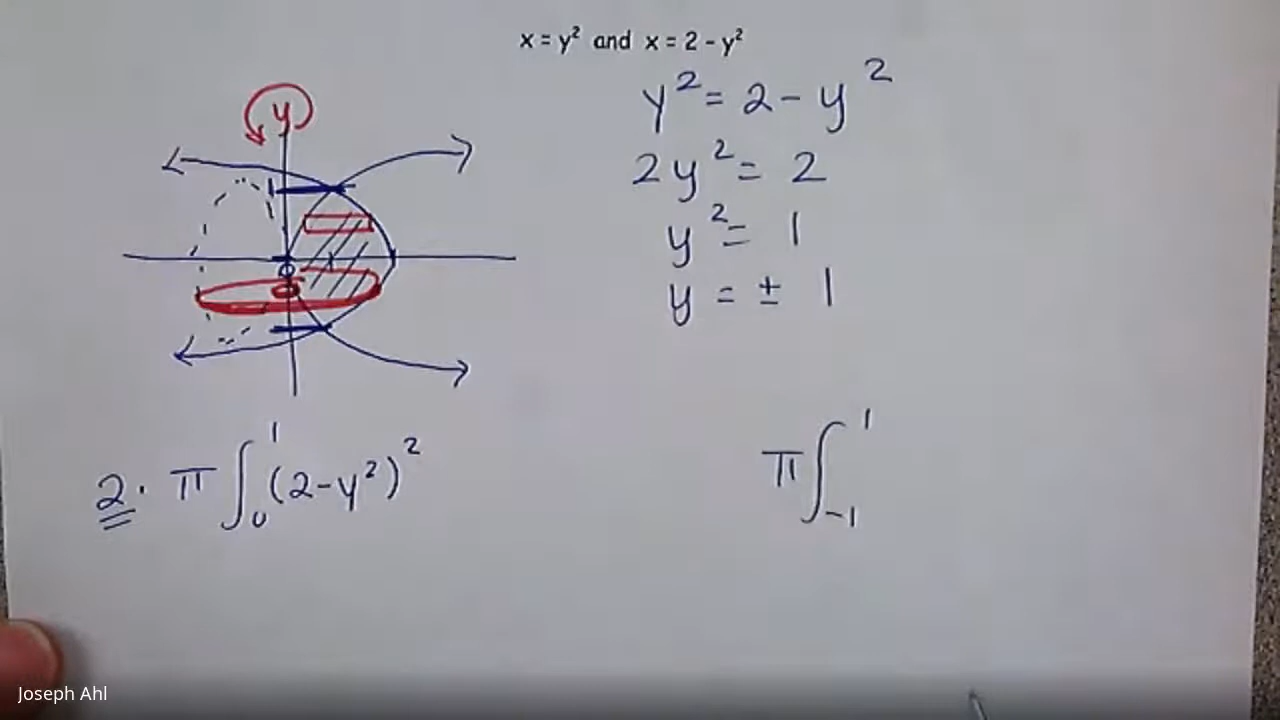 x = y² and x = 2 - y²
y² = 2 - y²
2y² = 2
y² = 1
y = ± 1
y
2 · π ∫₀¹ (2-y²)²
π ∫₋₁¹
Joseph Ahl